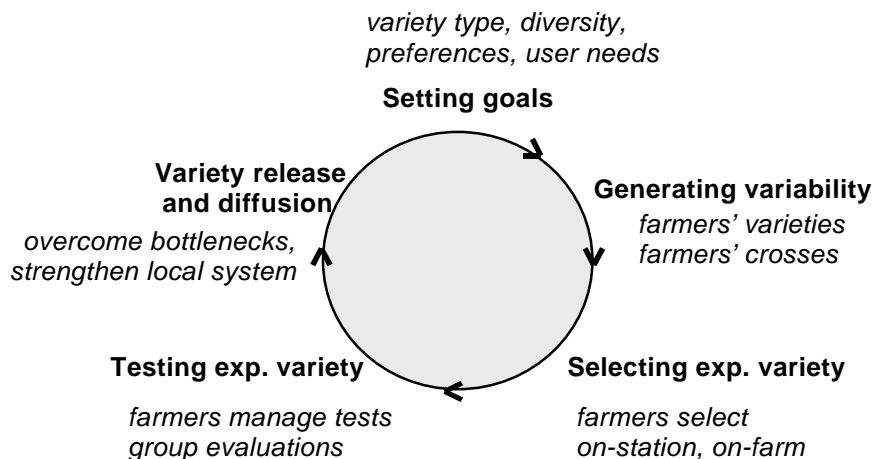 variety type, diversity,
preferences, user needs
Setting goals
Variety release
and diffusion
overcome bottlenecks,
strengthen local system
Generating variability
farmers’ varieties
farmers’ crosses
Testing exp. variety
farmers manage tests
group evaluations
Selecting exp. variety
farmers select
on-station, on-farm